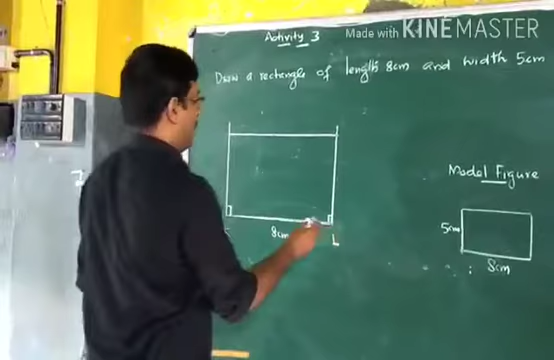 Made with KINEMASTER
Activity 3
Draw a rectangle of length 8cm and width 5cm
Model Figure
5cm
8cm
8cm
L